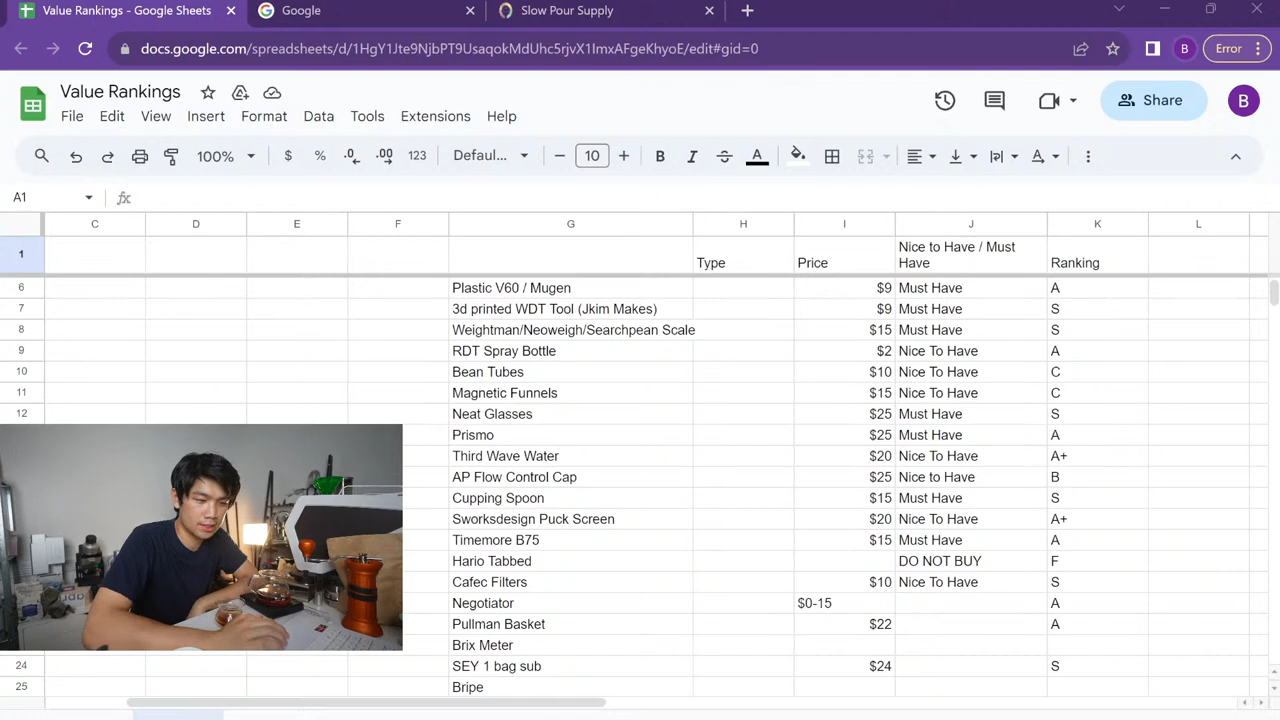 Value Rankings - Google Sheets
Google
Slow Pour Supply
docs.google.com/spreadsheets/d/1HgY1Jte9NjbPT9UsaqokMdUhc5rjvX1ImxAFgeKhyoE/edit#gid=0
B
Error
Value Rankings
File Edit View Insert Format Data Tools Extensions Help
Share
B
100% $ % .0 .00 123 Defaul... 10 B I A A
A1 fx
C D E F G H I J K L
1 Type Price Nice to Have / Must Have Ranking
6 Plastic V60 / Mugen $9 Must Have A
7 3d printed WDT Tool (Jkim Makes) $9 Must Have S
8 Weightman/Neoweigh/Searchpean Scale $15 Must Have S
9 RDT Spray Bottle $2 Nice To Have A
10 Bean Tubes $10 Nice To Have C
11 Magnetic Funnels $15 Nice To Have C
12 Neat Glasses $25 Must Have S
Prismo $25 Must Have A
Third Wave Water $20 Nice To Have A+
AP Flow Control Cap $25 Nice to Have B
Cupping Spoon $15 Must Have S
Sworksdesign Puck Screen $20 Nice To Have A+
Timemore B75 $15 Must Have A
Hario Tabbed DO NOT BUY F
Cafec Filters $10 Nice To Have S
Negotiator $0-15 A
Pullman Basket $22 A
Brix Meter
24 SEY 1 bag sub $24 S
25 Bripe